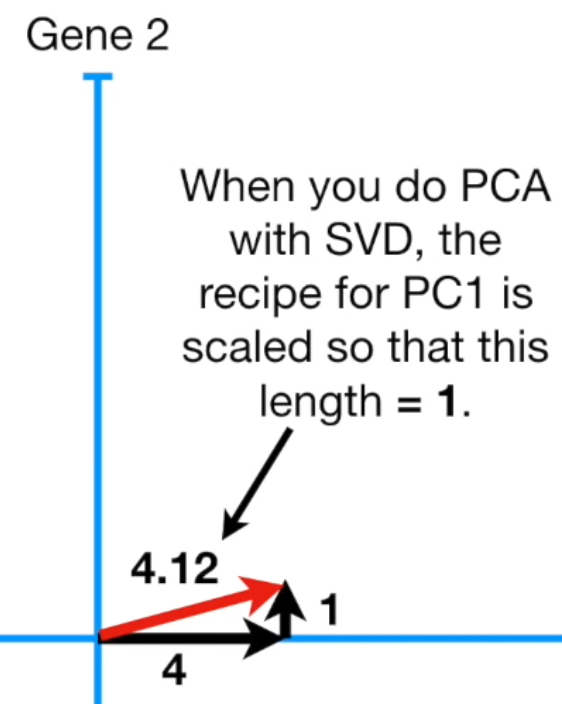 Gene 2
When you do PCA
with SVD, the
recipe for PC1 is
scaled so that this
length = 1.
4.12
1
4